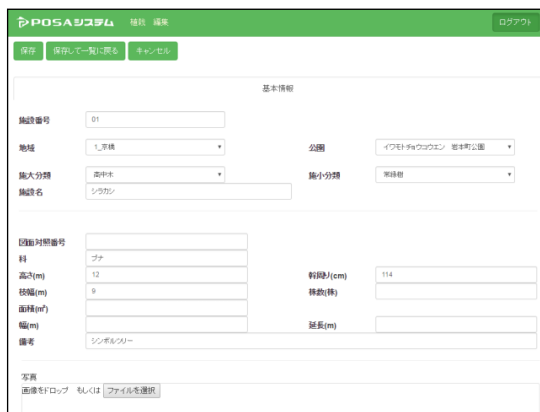 POSAシステム 植栽 編集 ログアウト
保存 保存して一覧に戻る キャンセル
基本情報
施設番号 01
地域 1_京橋 公園 イワモトチョウコウエン 岩本町公園
施大分類 高中木 施小分類 常緑樹
施設名 シラカシ
図面対照番号
科 ブナ
高さ(m) 12 幹周り(cm) 114
枝幅(m) 9 株数(株)
面積(㎡)
幅(m) 延長(m)
備考 シンボルツリー
写真
画像をドロップ もしくは ファイルを選択